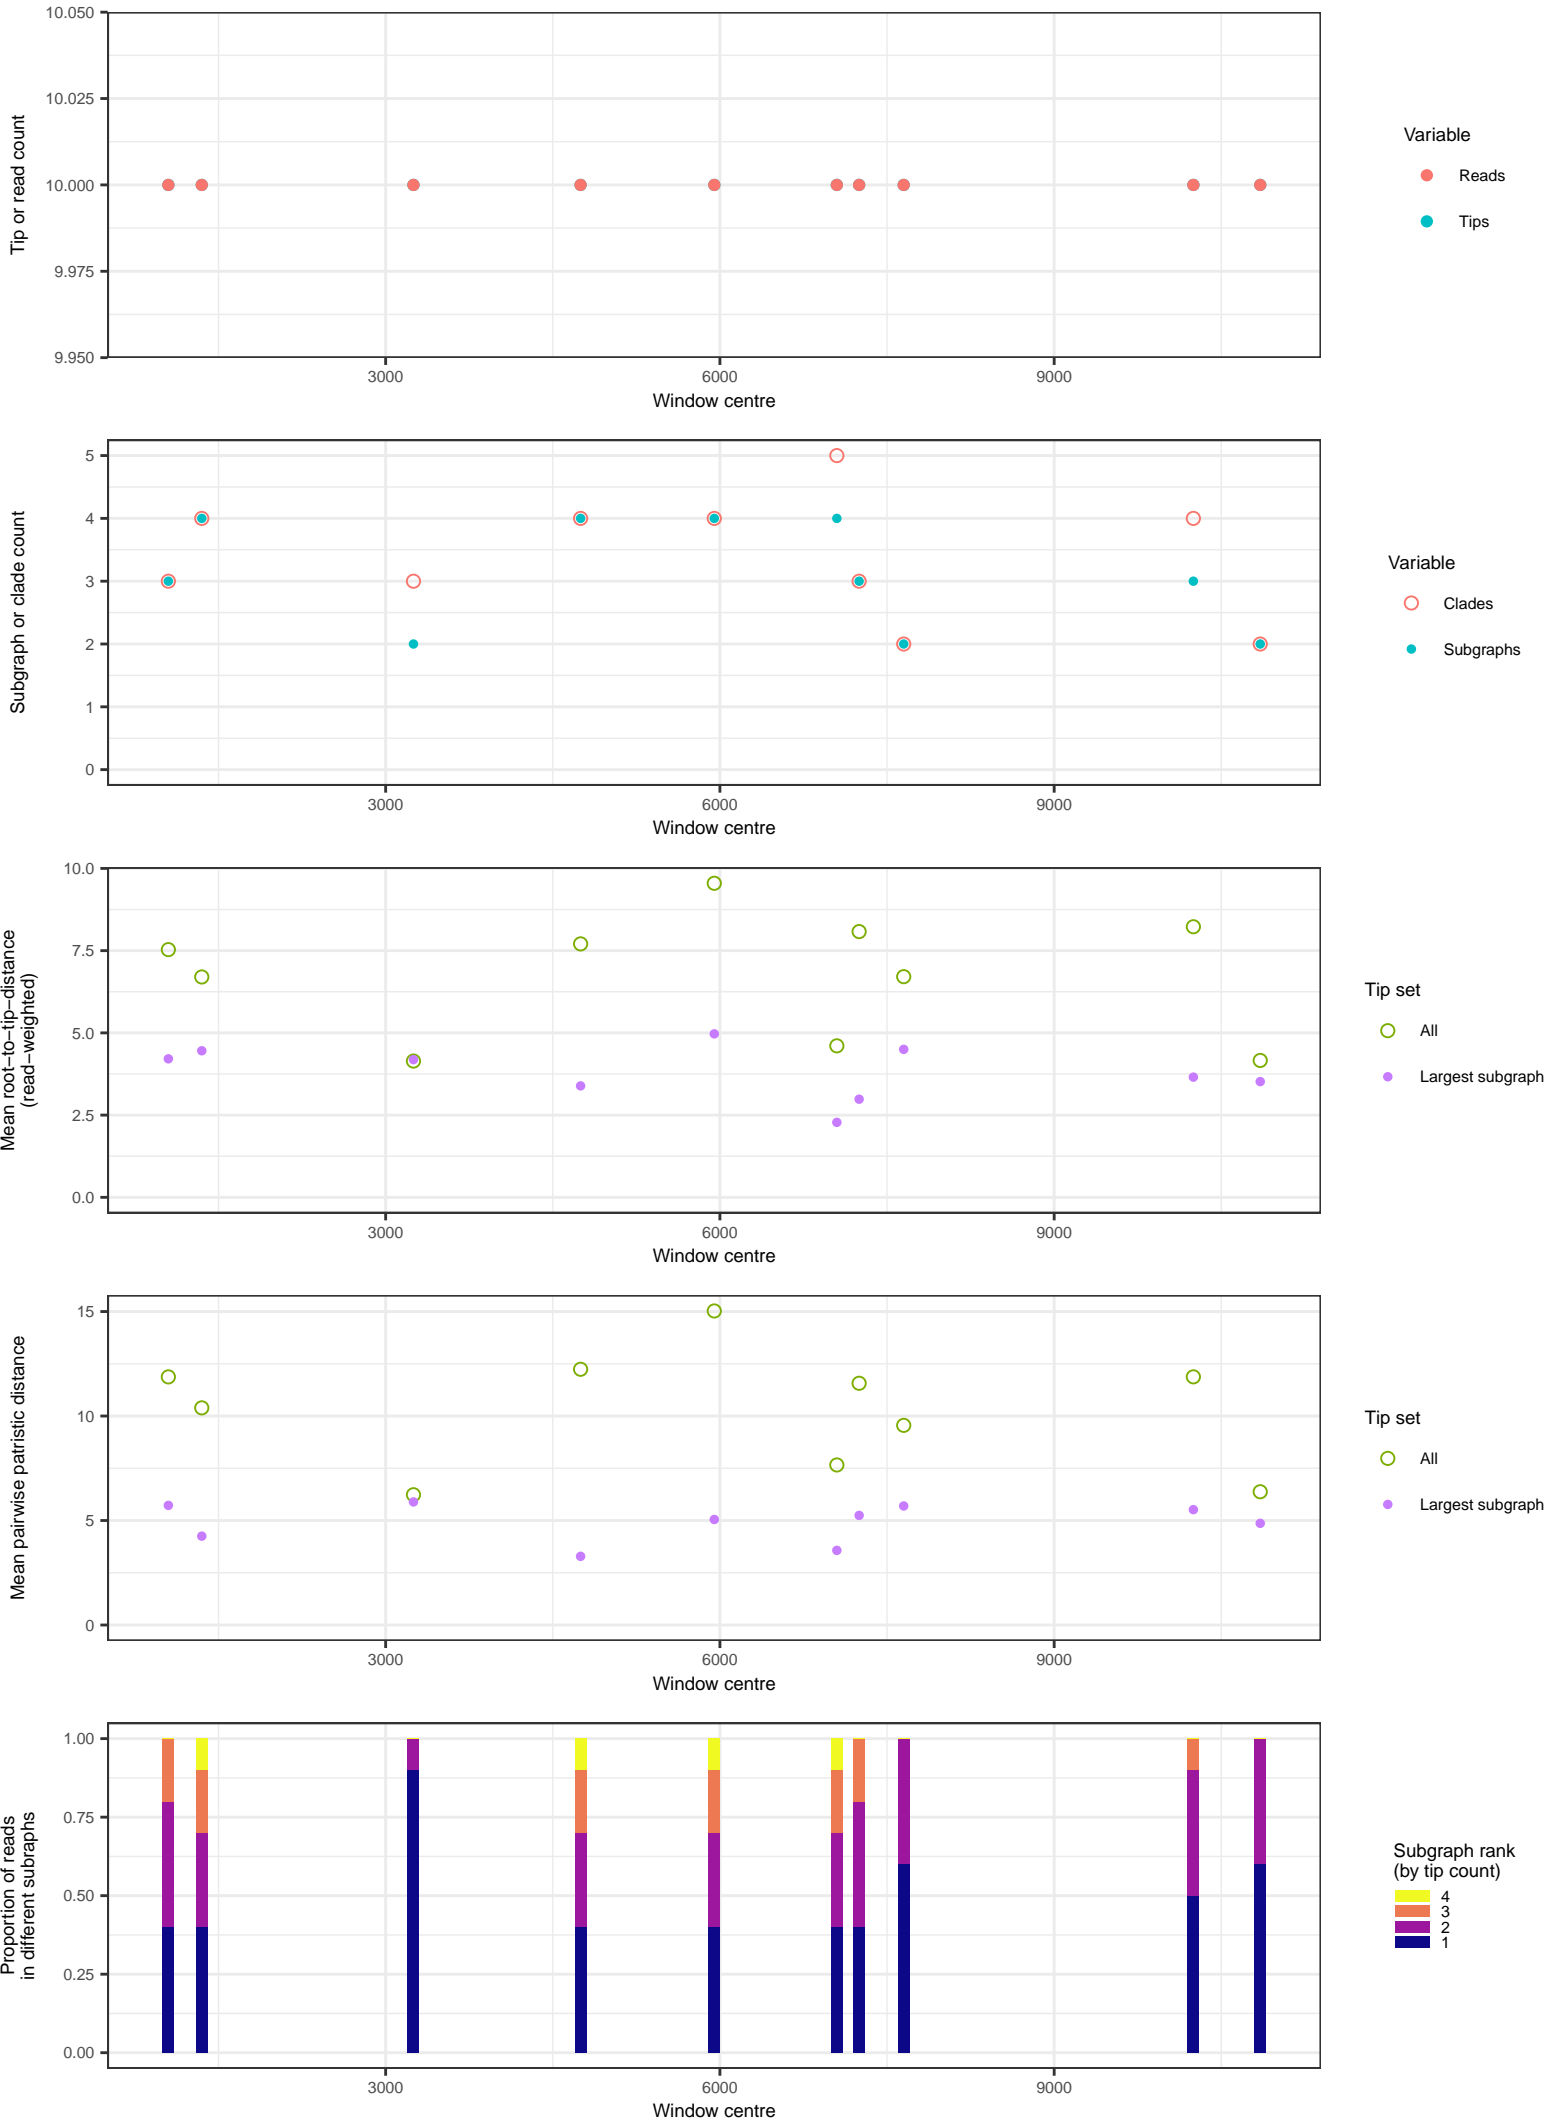 10.050
10.025
10.000
9.975
9.950
Tip or read count
3000
6000
9000
Window centre
Variable
Reads
Tips
5
4
3
2
1
0
Subgraph or clade count
3000
6000
9000
Window centre
Variable
Clades
Subgraphs
10.0
7.5
5.0
2.5
0.0
Mean root−to−tip−distance
(read−weighted)
3000
6000
9000
Window centre
Tip set
All
Largest subgraph
15
10
5
0
Mean pairwise patristic distance
3000
6000
9000
Window centre
Tip set
All
Largest subgraph
1.00
0.75
0.50
0.25
0.00
Proportion of reads
in different subraphs
3000
6000
9000
Window centre
Subgraph rank
(by tip count)
4
3
2
1